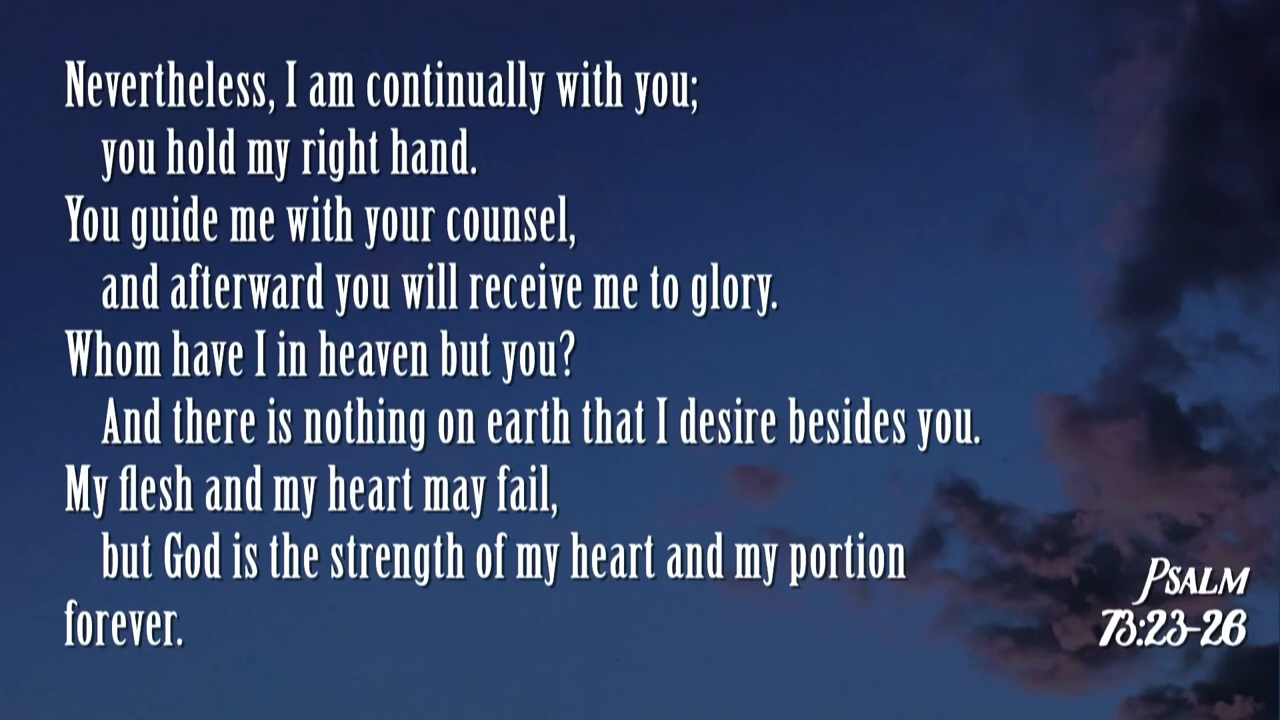 Nevertheless, I am continually with you;
you hold my right hand.
You guide me with your counsel,
and afterward you will receive me to glory.
Whom have I in heaven but you?
And there is nothing on earth that I desire besides you.
My flesh and my heart may fail,
but God is the strength of my heart and my portion
forever.
Psalm
73:23-26